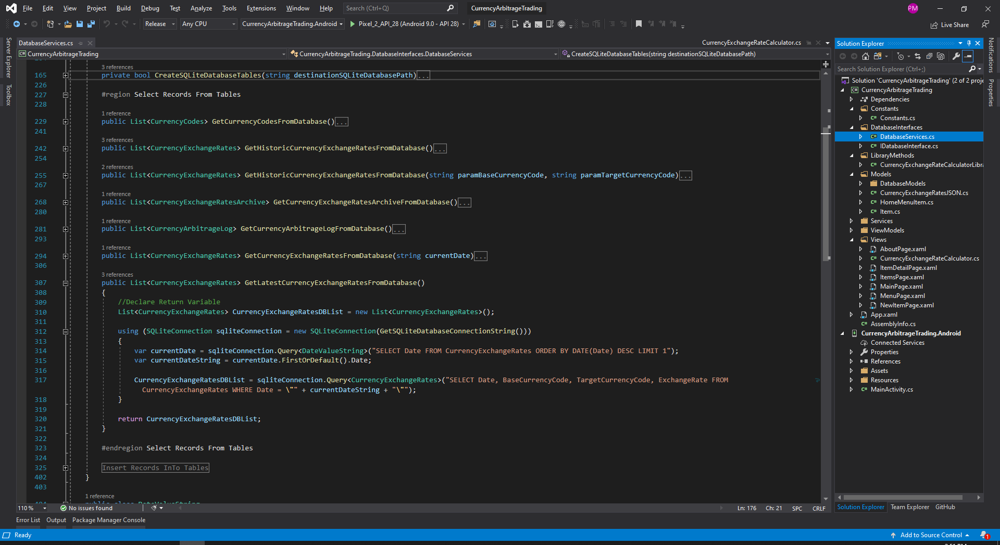 File Edit View Project Build Debug Test Analyze Tools Extensions Window Help Search (Ctrl+Q) CurrencyArbitrageTrading PM
Release Any CPU CurrencyArbitrageTrading.Android Pixel_2_API_28 (Android 9.0 - API 28) Live Share
Server Explorer
Toolbox
DatabaseServices.cs CurrencyExchangeRateCalculator.cs
CurrencyArbitrageTrading CurrencyArbitrageTrading.DatabaseInterfaces.DatabaseServices CreateSQLiteDatabaseTables(string destinationSQLiteDatabasePath)
3 references
165 private bool CreateSQLiteDatabaseTables(string destinationSQLiteDatabasePath)...
226
227 #region Select Records From Tables
228
1 reference
229 public List<CurrencyCodes> GetCurrencyCodesFromDatabase()...
241
3 references
242 public List<CurrencyExchangeRates> GetHistoricCurrencyExchangeRatesFromDatabase()...
254
2 references
255 public List<CurrencyExchangeRates> GetHistoricCurrencyExchangeRatesFromDatabase(string paramBaseCurrencyCode, string paramTargetCurrencyCode)...
267
1 reference
268 public List<CurrencyExchangeRatesArchive> GetCurrencyExchangeRatesArchiveFromDatabase()...
280
1 reference
281 public List<CurrencyArbitrageLog> GetCurrencyArbitrageLogFromDatabase()...
293
1 reference
294 public List<CurrencyExchangeRates> GetCurrencyExchangeRatesFromDatabase(string currentDate)...
306
3 references
307 public List<CurrencyExchangeRates> GetLatestCurrencyExchangeRatesFromDatabase()
308 {
309 //Declare Return Variable
310 List<CurrencyExchangeRates> CurrencyExchangeRatesDBList = new List<CurrencyExchangeRates>();
311
312 using (SQLiteConnection sqliteConnection = new SQLiteConnection(GetSQLiteDatabaseConnectionString()))
313 {
314 var currentDate = sqliteConnection.Query<DateValueString>("SELECT Date FROM CurrencyExchangeRates ORDER BY DATE(Date) DESC LIMIT 1");
315 var currentDateString = currentDate.FirstOrDefault().Date;
316
317 CurrencyExchangeRatesDBList = sqliteConnection.Query<CurrencyExchangeRates>("SELECT Date, BaseCurrencyCode, TargetCurrencyCode, ExchangeRate FROM
CurrencyExchangeRates WHERE Date = \"" + currentDateString + "\"");
318 }
319
320 return CurrencyExchangeRatesDBList;
321 }
322
323 #endregion Select Records From Tables
324
325 Insert Records InTo Tables
402 }
403
1 reference
110 % No issues found Ln: 176 Ch: 21 SPC CRLF
Error List Output Package Manager Console
Solution Explorer
Search Solution Explorer (Ctrl+;)
Solution 'CurrencyArbitrageTrading' (2 of 2 proje
CurrencyArbitrageTrading
Dependencies
Constants
C# Constants.cs
DatabaseInterfaces
C# DatabaseServices.cs
C# IDatabaseInterface.cs
LibraryMethods
C# CurrencyExchangeRateCalculatorLibra
Models
DatabaseModels
C# CurrencyExchangeRatesJSON.cs
C# HomeMenuItem.cs
C# Item.cs
Services
ViewModels
Views
AboutPage.xaml
C# CurrencyExchangeRateCalculator.cs
ItemDetailPage.xaml
ItemsPage.xaml
MainPage.xaml
MenuPage.xaml
NewItemPage.xaml
App.xaml
C# AssemblyInfo.cs
CurrencyArbitrageTrading.Android
Connected Services
Properties
References
Assets
Resources
C# MainActivity.cs
Solution Explorer Team Explorer GitHub
Notifications
Properties
Ready Add to Source Control 1